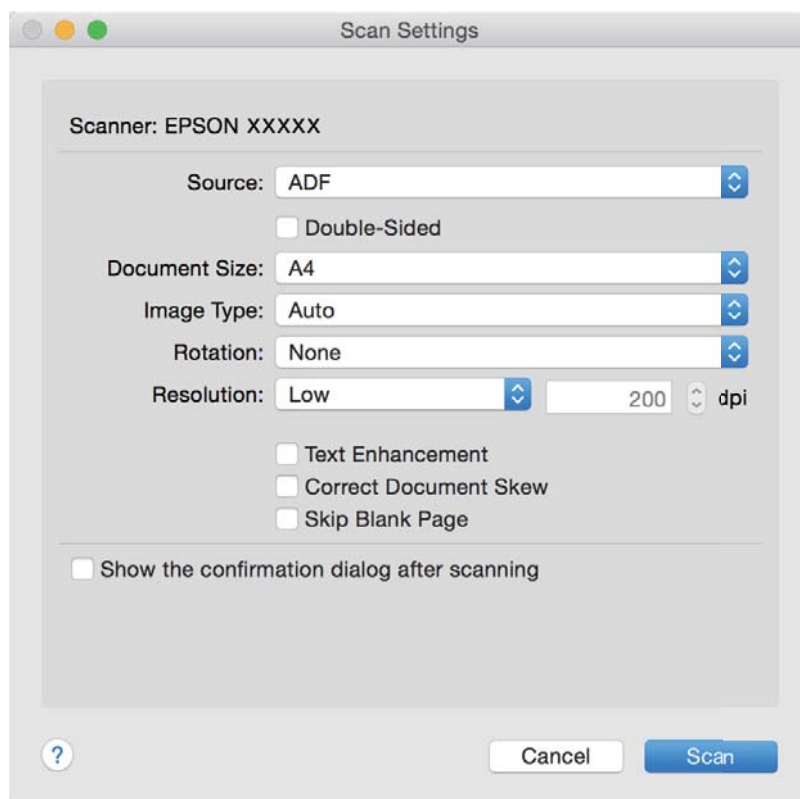 Scan Settings
Scanner: EPSON XXXXX
Source: ADF
Double-Sided
Document Size: A4
Image Type: Auto
Rotation: None
Resolution: Low 200 dpi
Text Enhancement
Correct Document Skew
Skip Blank Page
Show the confirmation dialog after scanning
? Cancel Scan